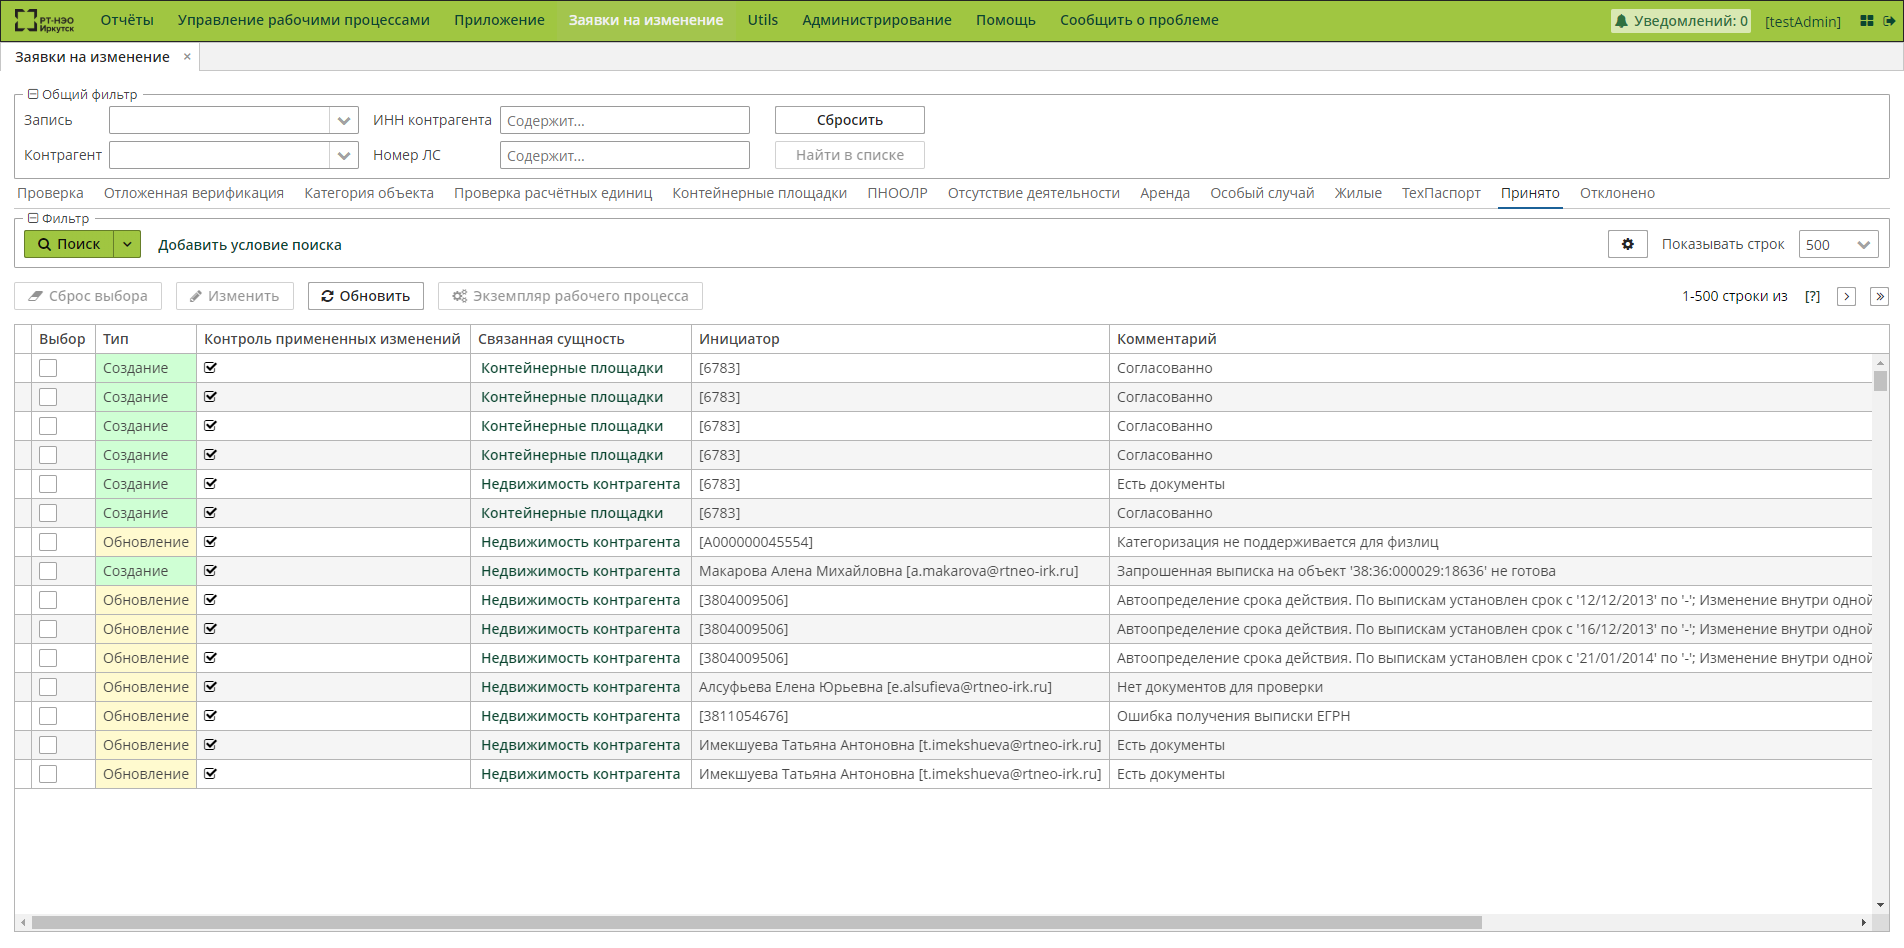 РТ-НЭО Иркутск Отчёты Управление рабочими процессами Приложение Заявки на изменение Utils Администрирование Помощь Сообщить о проблеме Уведомлений: 0 [testAdmin]
Заявки на изменение ×
Общий фильтр
Запись ИНН контрагента Содержит... Сбросить
Контрагент Номер ЛС Содержит... Найти в списке
Проверка Отложенная верификация Категория объекта Проверка расчётных единиц Контейнерные площадки ПНООЛР Отсутствие деятельности Аренда Особый случай Жилые ТехПаспорт Принято Отклонено
Фильтр
Поиск Добавить условие поиска Показывать строк 500
Сброс выбора Изменить Обновить Экземпляр рабочего процесса 1-500 строки из [?]
Выбор Тип Контроль примененных изменений Связанная сущность Инициатор Комментарий
Создание Контейнерные площадки [6783] Согласованно
Создание Контейнерные площадки [6783] Согласованно
Создание Контейнерные площадки [6783] Согласованно
Создание Контейнерные площадки [6783] Согласованно
Создание Недвижимость контрагента [6783] Есть документы
Создание Контейнерные площадки [6783] Согласованно
Обновление Недвижимость контрагента [A000000045554] Категоризация не поддерживается для физлиц
Создание Недвижимость контрагента Макарова Алена Михайловна [a.makarova@rtneo-irk.ru] Запрошенная выписка на объект '38:36:000029:18636' не готова
Обновление Недвижимость контрагента [3804009506] Автоопределение срока действия. По выпискам установлен срок с '12/12/2013' по '-'; Изменение внутри одной
Обновление Недвижимость контрагента [3804009506] Автоопределение срока действия. По выпискам установлен срок с '16/12/2013' по '-'; Изменение внутри одной
Обновление Недвижимость контрагента [3804009506] Автоопределение срока действия. По выпискам установлен срок с '21/01/2014' по '-'; Изменение внутри одной
Обновление Недвижимость контрагента Алсуфьева Елена Юрьевна [e.alsufieva@rtneo-irk.ru] Нет документов для проверки
Обновление Недвижимость контрагента [3811054676] Ошибка получения выписки ЕГРН
Обновление Недвижимость контрагента Имекшуева Татьяна Антоновна [t.imekshueva@rtneo-irk.ru] Есть документы
Обновление Недвижимость контрагента Имекшуева Татьяна Антоновна [t.imekshueva@rtneo-irk.ru] Есть документы